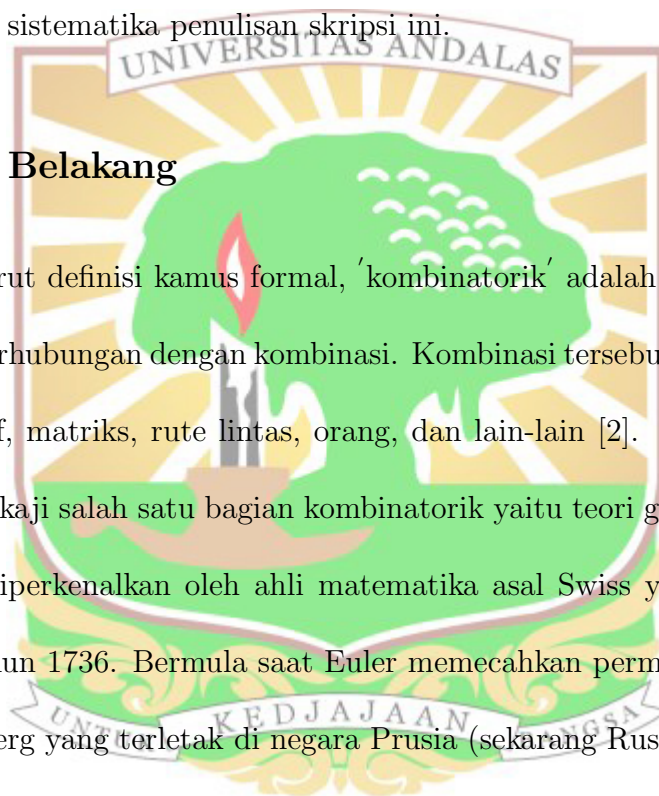 sistematika penulisan skripsi ini.
UNIVERSITAS ANDALAS
Belakang
rut definisi kamus formal, 'kombinatorik' adalah
rhubungan dengan kombinasi. Kombinasi tersebu
f, matriks, rute lintas, orang, dan lain-lain [2].
kaji salah satu bagian kombinatorik yaitu teori g
iperkenalkan oleh ahli matematika asal Swiss y
un 1736. Bermula saat Euler memecahkan perm
UNTUK KEDJAJAAN BANGSA
erg yang terletak di negara Prusia (sekarang Rus